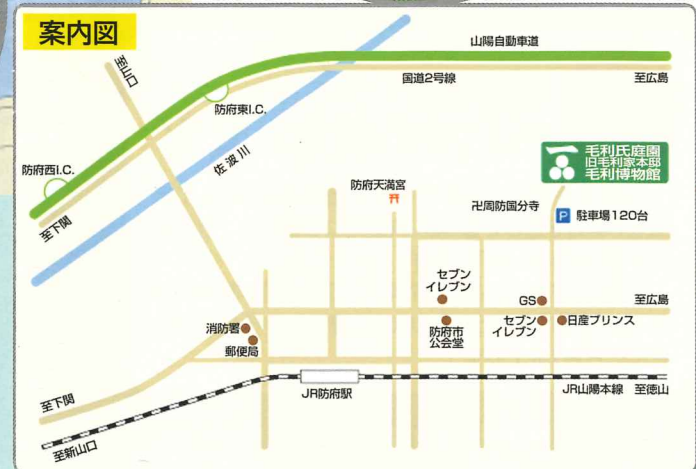 案内図
至山口
山陽自動車道
国道2号線
至広島
防府東I.C.
佐波川
防府西I.C.
至下関
毛利氏庭園
旧毛利家本邸
毛利博物館
防府天満宮
卍周防国分寺
P 駐車場120台
セブン
イレブン
GS
至広島
消防署
郵便局
防府市
公会堂
セブン
イレブン
日産プリンス
至下関
JR防府駅
JR山陽本線
至徳山
至新山口